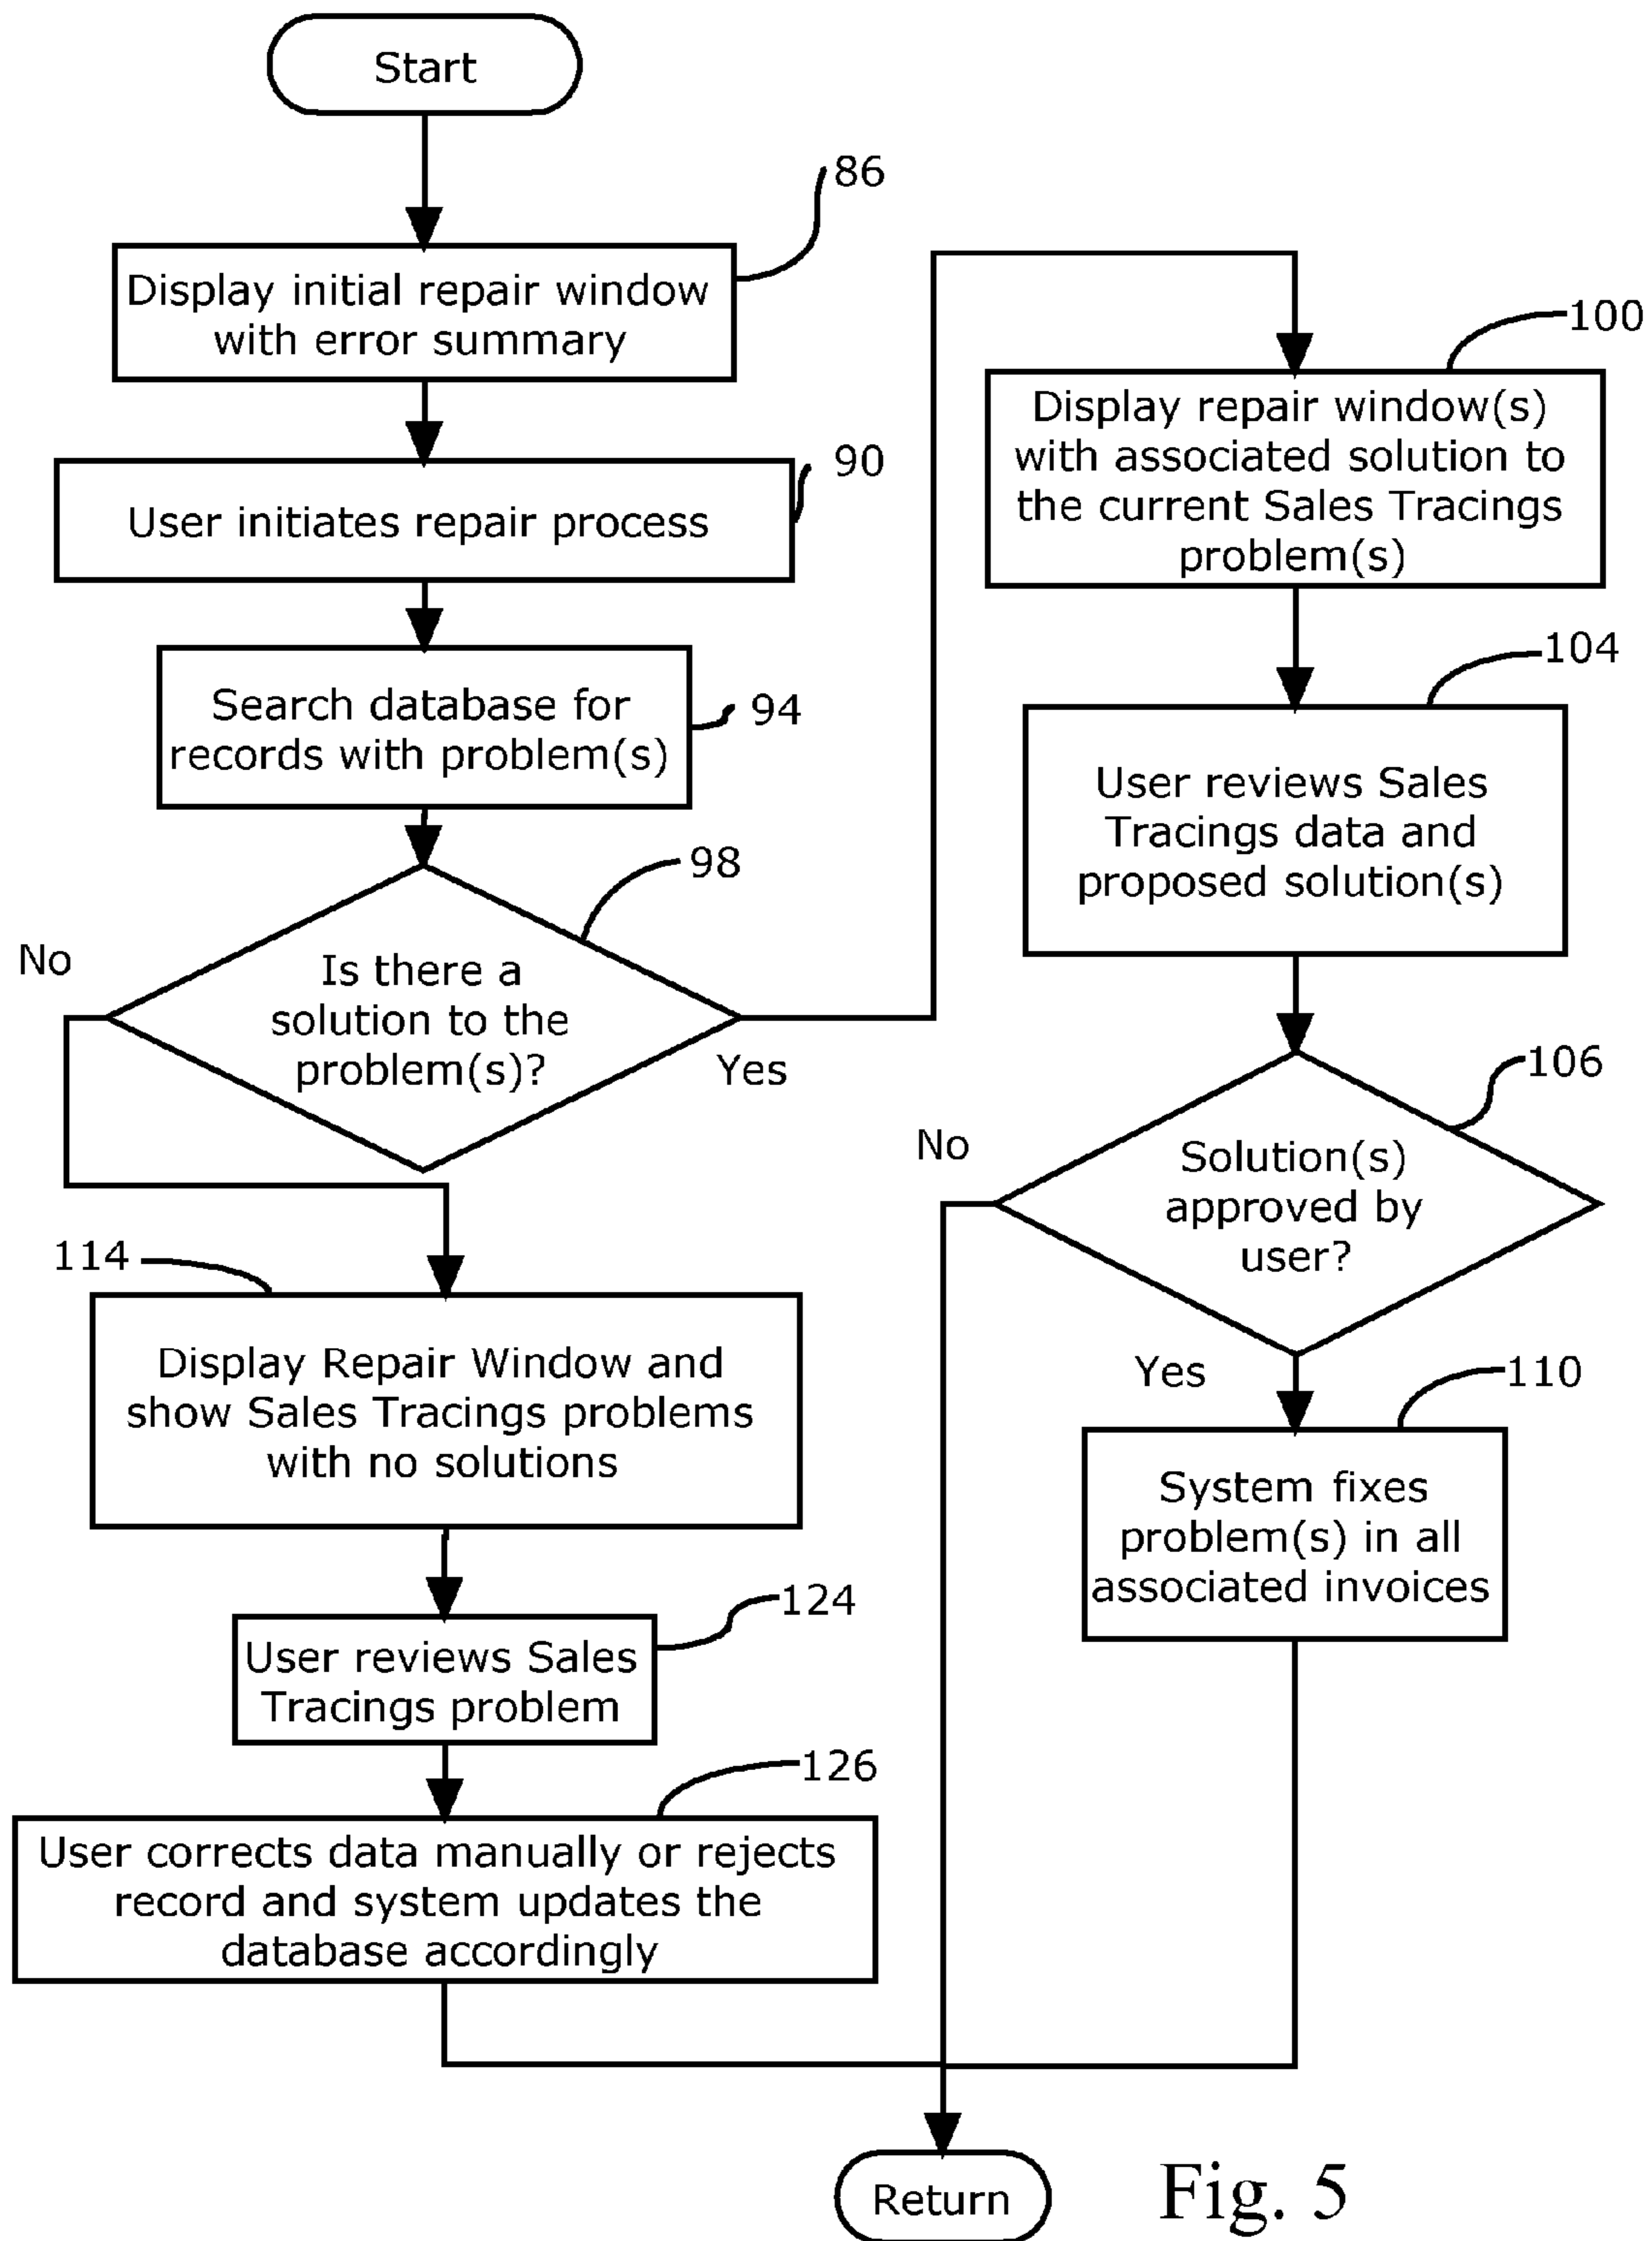 Start
86
Display initial repair window
with error summary
90
User initiates repair process
94
Search database for
records with problem(s)
98
No
Is there a
solution to the
problem(s)?
Yes
100
Display repair window(s)
with associated solution to
the current Sales Tracings
problem(s)
104
User reviews Sales
Tracings data and
proposed solution(s)
106
No
Solution(s)
approved by
user?
Yes
110
System fixes
problem(s) in all
associated invoices
114
Display Repair Window and
show Sales Tracings problems
with no solutions
124
User reviews Sales
Tracings problem
126
User corrects data manually or rejects
record and system updates the
database accordingly
Return
Fig. 5